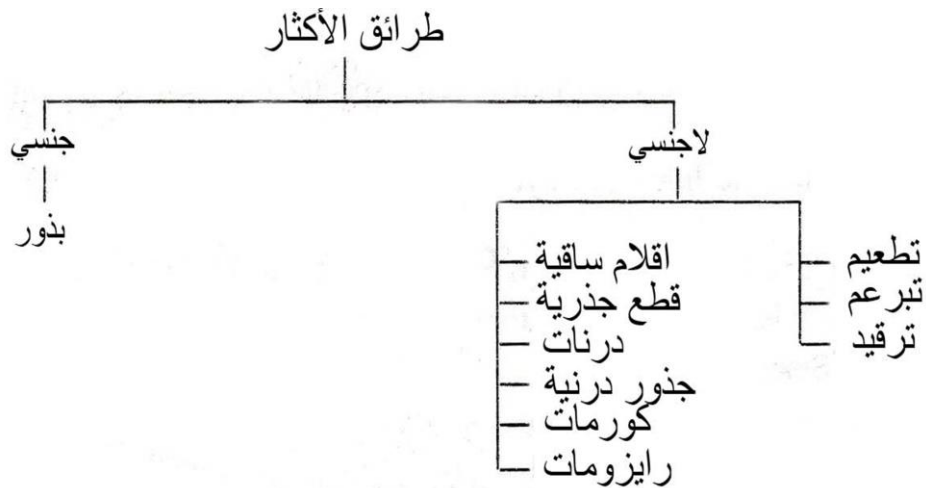 طرائق الأكثار
لاجنسي
جنسي
بذور
تطعيم
تبرعم
ترقيد
اقلام ساقية
قطع جذرية
درنات
جذور درنية
كورمات
رايزومات